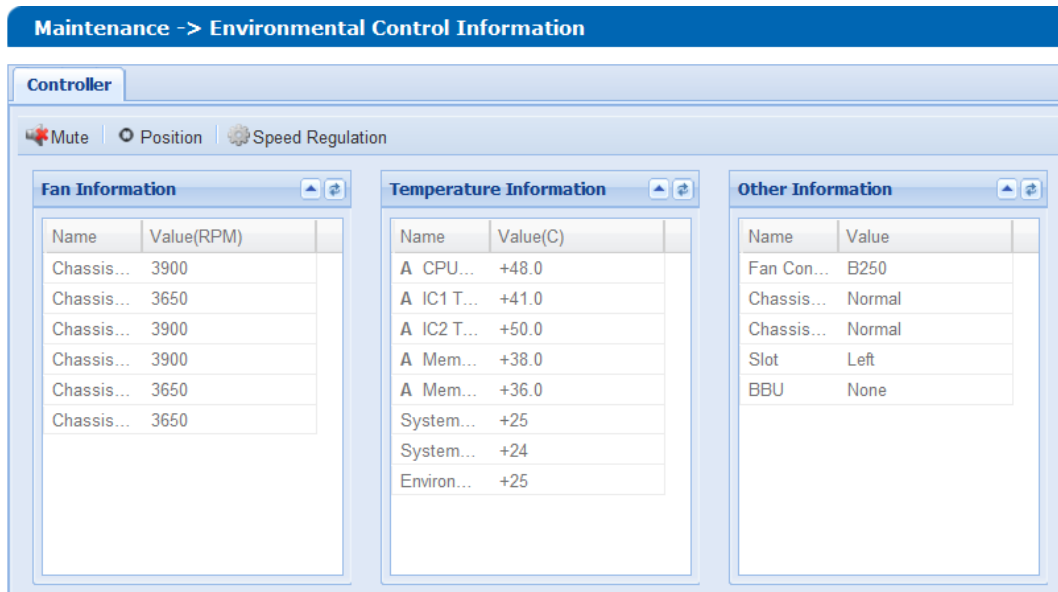 Maintenance -> Environmental Control Information
Controller
Mute Position Speed Regulation
Fan Information
Name Value(RPM)
Chassis... 3900
Chassis... 3650
Chassis... 3900
Chassis... 3900
Chassis... 3650
Chassis... 3650
Temperature Information
Name Value(C)
A CPU... +48.0
A IC1 T... +41.0
A IC2 T... +50.0
A Mem... +38.0
A Mem... +36.0
System... +25
System... +24
Environ... +25
Other Information
Name Value
Fan Con... B250
Chassis... Normal
Chassis... Normal
Slot Left
BBU None